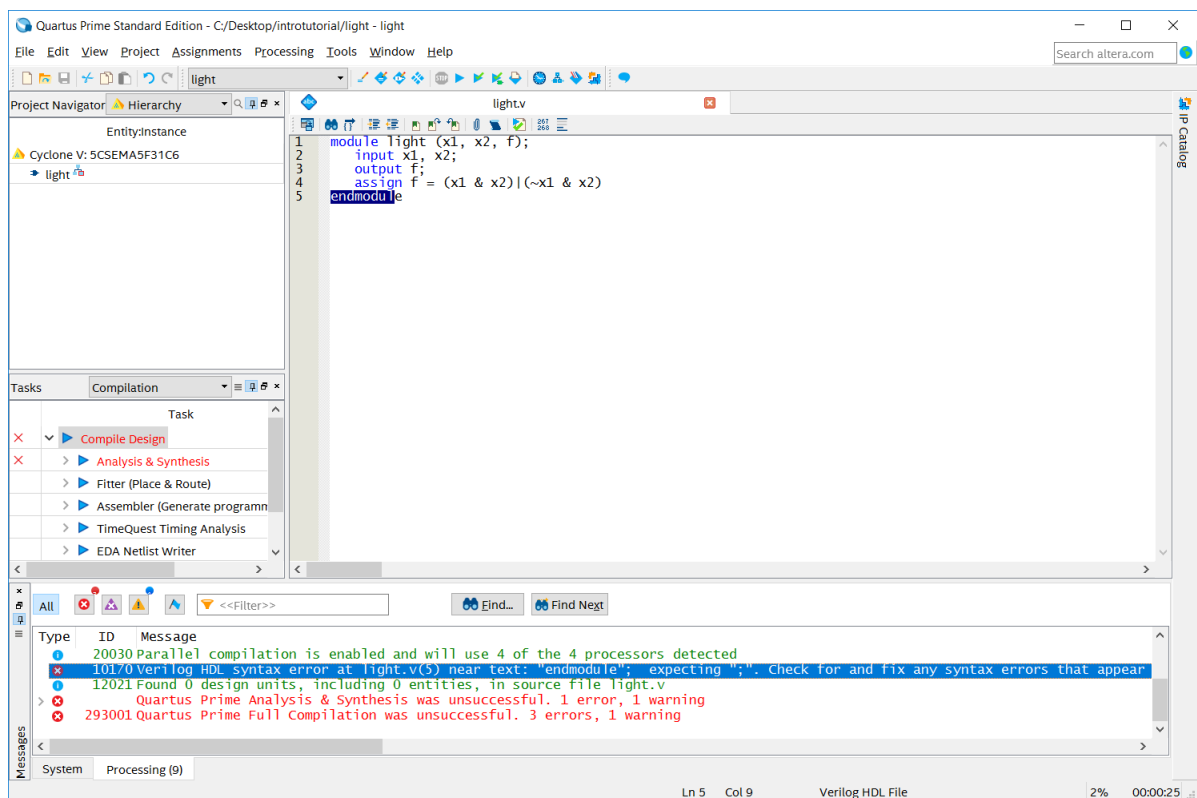 Quartus Prime Standard Edition - C:/Desktop/introtutorial/light - light
File Edit View Project Assignments Processing Tools Window Help
Search altera.com
light
Project Navigator Hierarchy
Entity:Instance
Cyclone V: 5CSEMA5F31C6
light
light.v
267
268
1 module light (x1, x2, f);
2 input x1, x2;
3 output f;
4 assign f = (x1 & x2)|(~x1 & x2)
5 endmodule
IP Catalog
Tasks Compilation
Task
Compile Design
Analysis & Synthesis
Fitter (Place & Route)
Assembler (Generate programm
TimeQuest Timing Analysis
EDA Netlist Writer
All <<Filter>> Find... Find Next
Type ID Message
20030 Parallel compilation is enabled and will use 4 of the 4 processors detected
10170 Verilog HDL syntax error at light.v(5) near text: "endmodule"; expecting ";". Check for and fix any syntax errors that appear
12021 Found 0 design units, including 0 entities, in source file light.v
Quartus Prime Analysis & Synthesis was unsuccessful. 1 error, 1 warning
293001 Quartus Prime Full Compilation was unsuccessful. 3 errors, 1 warning
Messages
System Processing (9)
Ln 5 Col 9 Verilog HDL File 2% 00:00:25